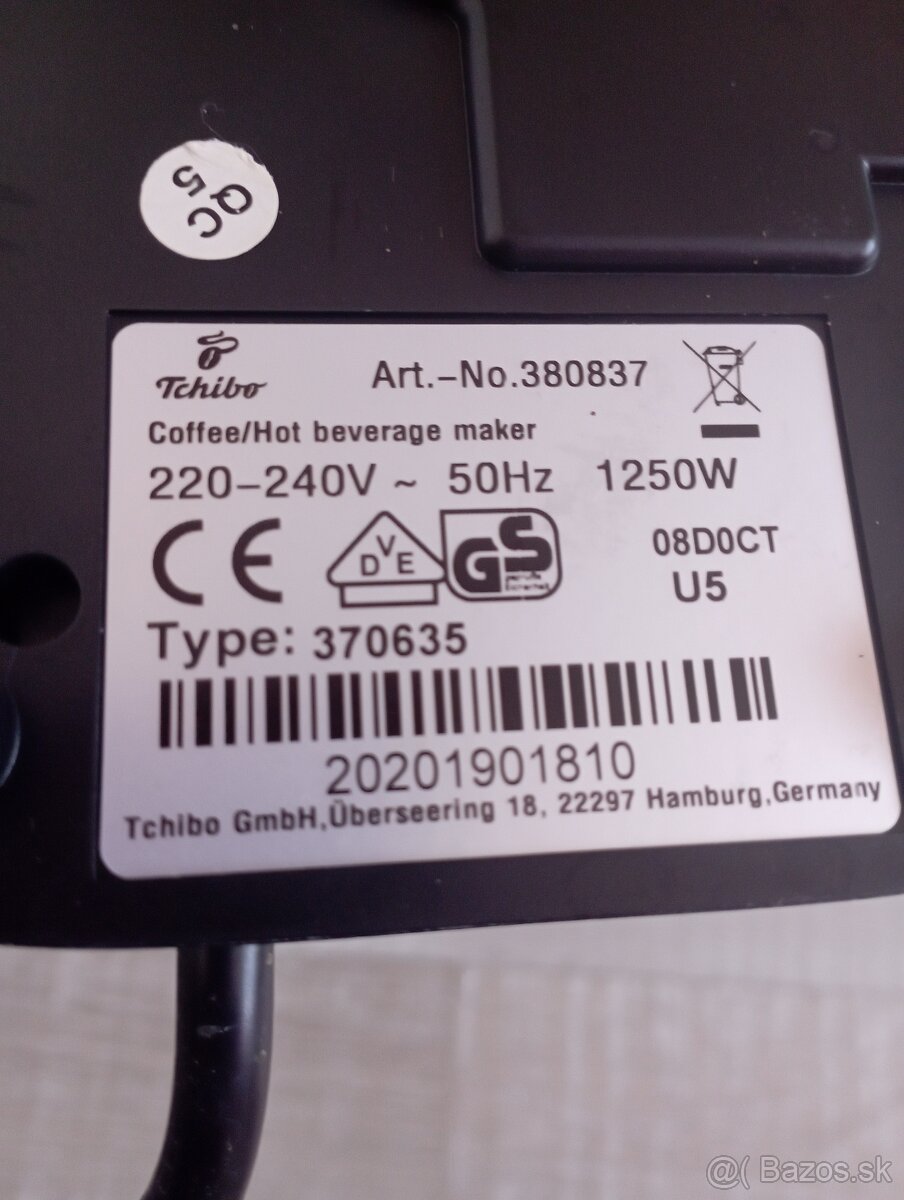 QC
5
Tchibo
Art.-No.380837
Coffee/Hot beverage maker
220-240V ~ 50Hz 1250W
CE
DVE
GS
08D0CT
U5
Type: 370635
20201901810
Tchibo GmbH,Überseering 18, 22297 Hamburg,Germany
@( Bazos.sk